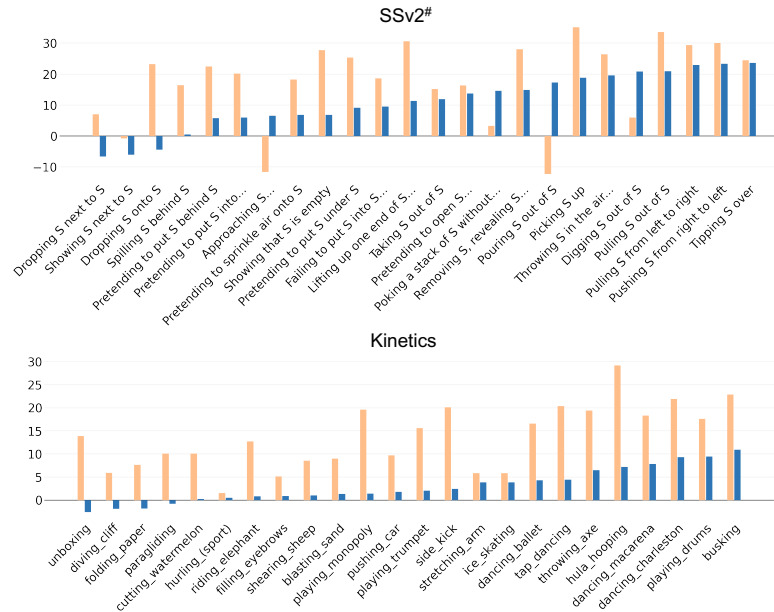 SSv2#
30
20
10
0
−10
Dropping S next to S
Showing S next to S
Dropping S onto S
Spilling S behind S
Pretending to put S behind S
Pretending to put S into...
Approaching S...
Pretending to sprinkle air onto S
Showing that S is empty
Pretending to put S under S
Failing to put S into S...
Lifting up one end of S...
Taking S out of S
Pretending to open S...
Poking a stack of S without...
Removing S, revealing S...
Pouring S out of S
Picking S up
Throwing S in the air...
Digging S out of S
Pulling S out of S
Pulling S from left to right
Pushing S from right to left
Tipping S over
Kinetics
30
25
20
15
10
5
0
unboxing
diving_cliff
folding_paper
paragliding
cutting_watermelon
hurling_(sport)
riding_elephant
filling_eyebrows
shearing_sheep
blasting_sand
playing_monopoly
pushing_car
playing_trumpet
side_kick
stretching_arm
ice_skating
dancing_ballet
tap_dancing
throwing_axe
hula_hooping
dancing_macarena
dancing_charleston
playing_drums
busking